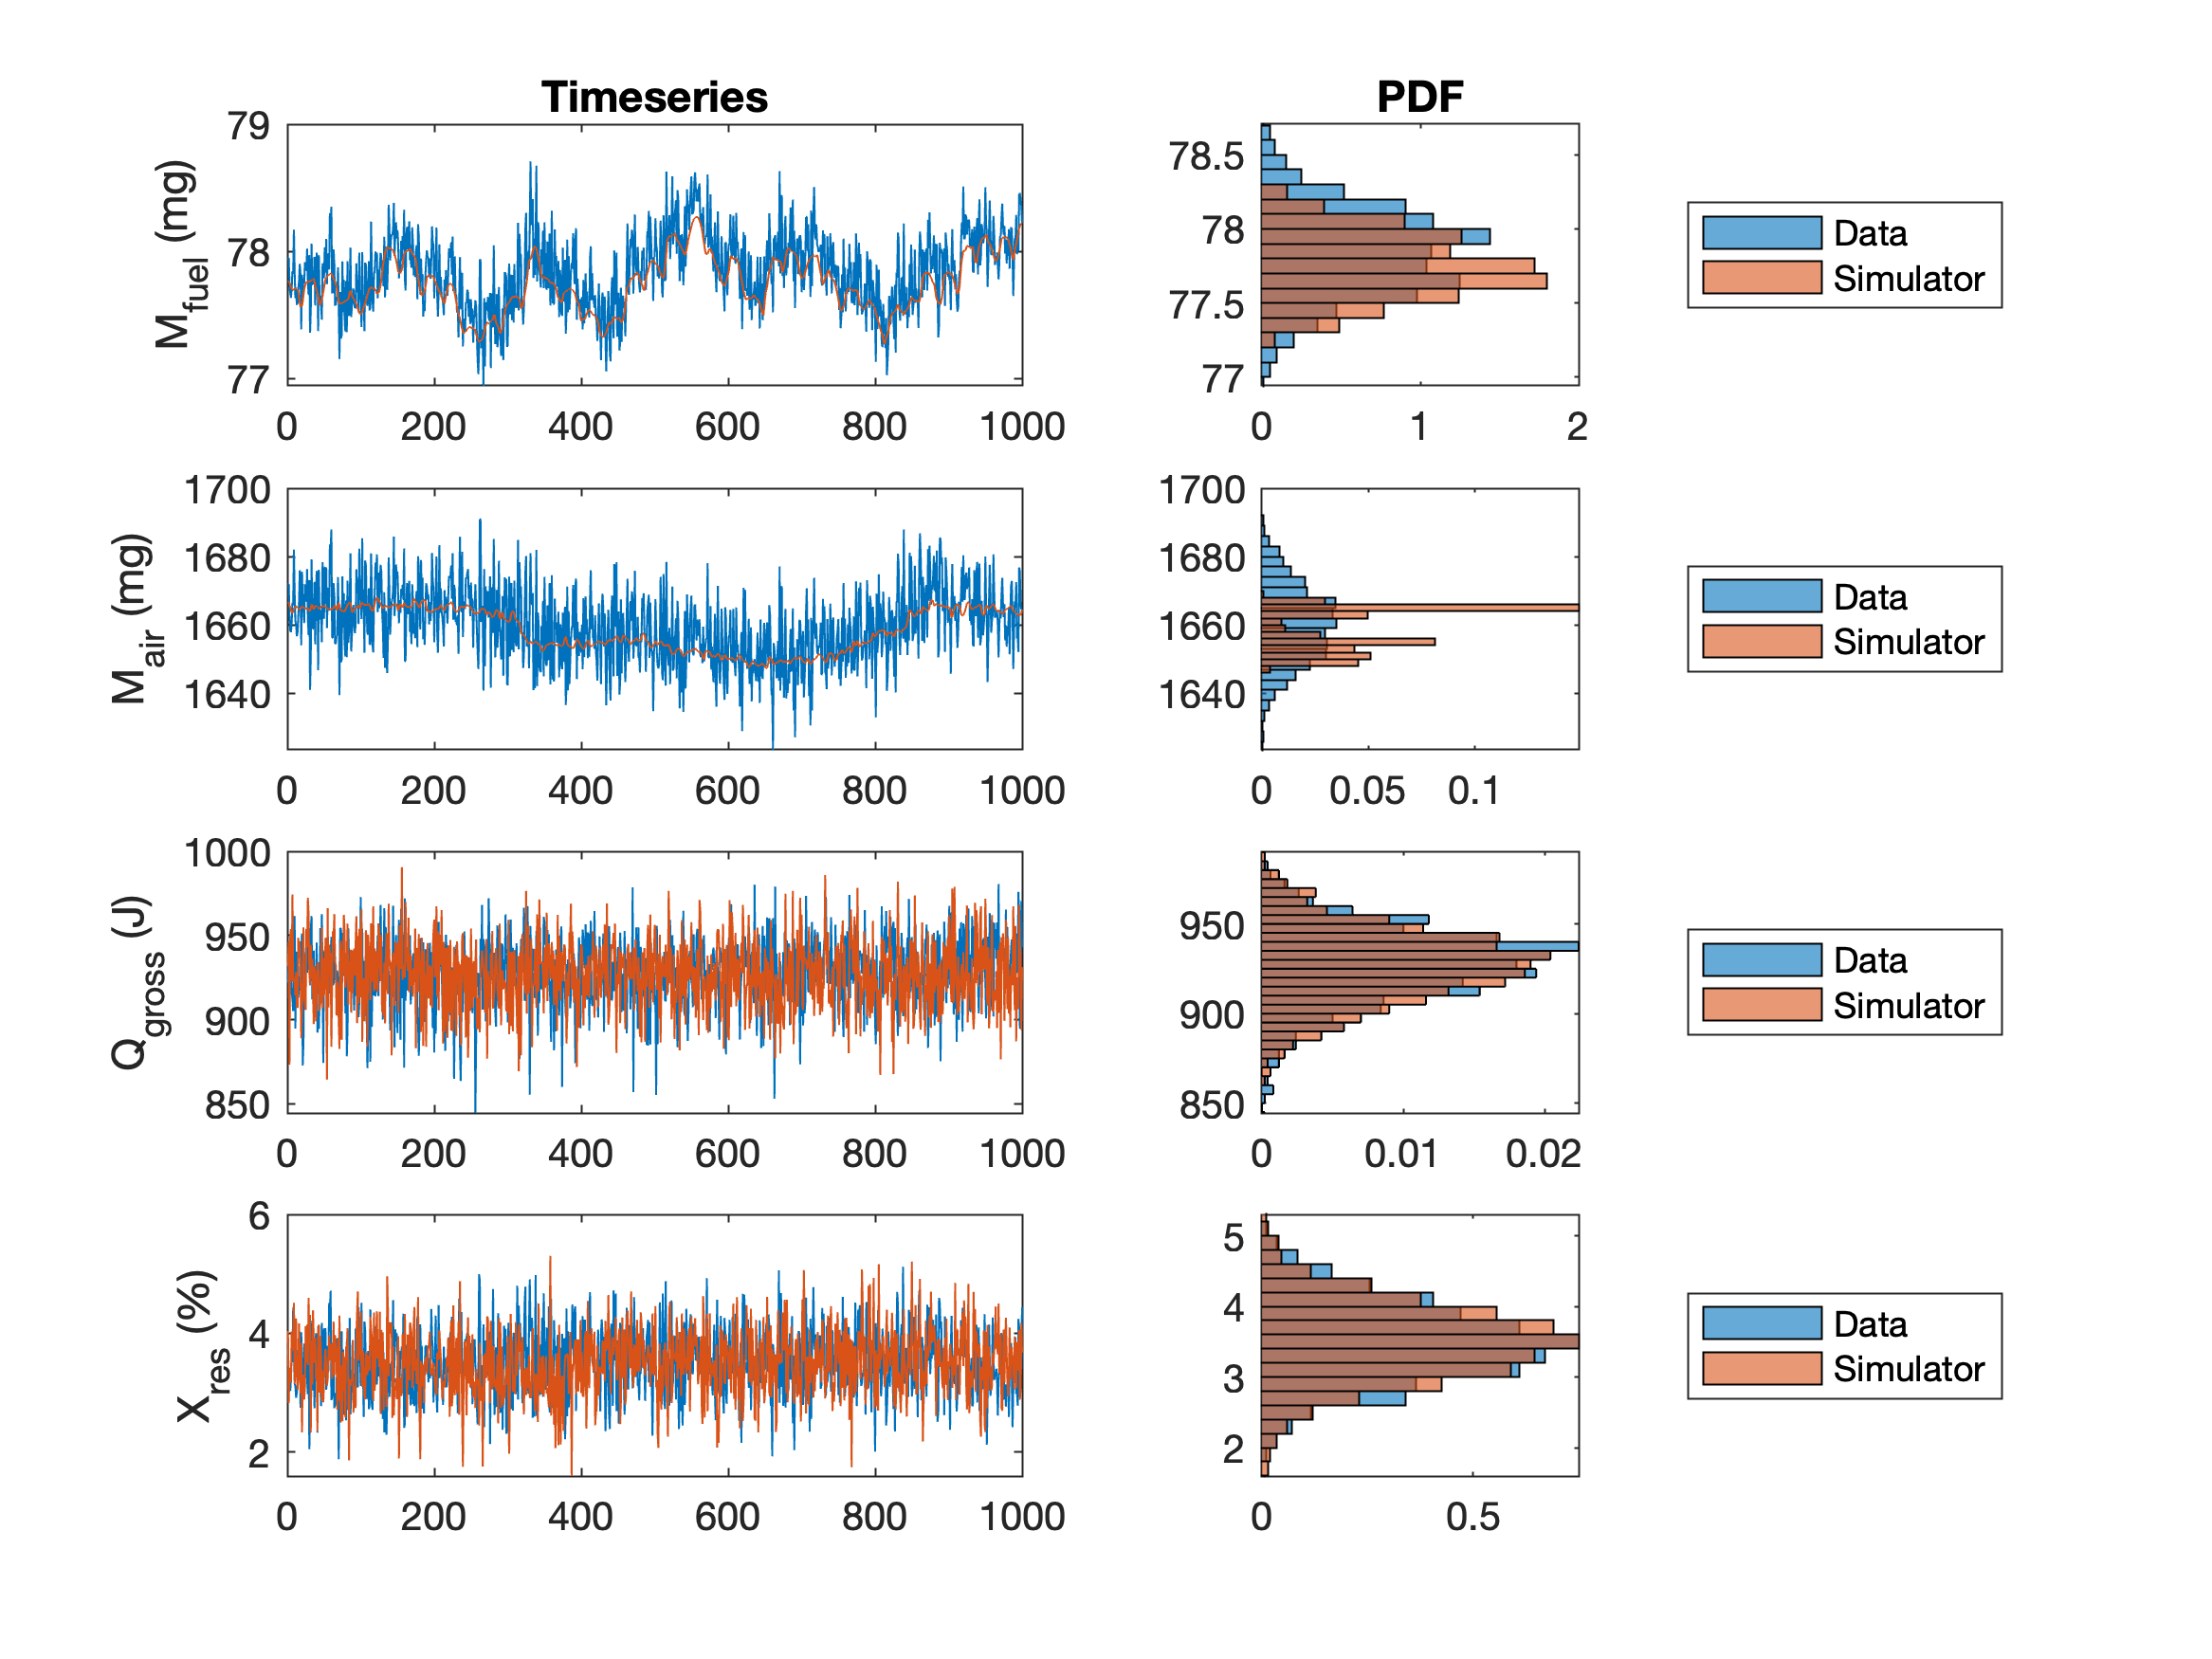 Timeseries
PDF
M_fuel (mg)
79
78
77
0 200 400 600 800 1000
78.5
78
77.5
77
0 1 2
Data
Simulator
M_air (mg)
1700
1680
1660
1640
0 200 400 600 800 1000
1700
1680
1660
1640
0 0.05 0.1
Data
Simulator
Q_gross (J)
1000
950
900
850
0 200 400 600 800 1000
950
900
850
0 0.01 0.02
Data
Simulator
X_res (%)
6
4
2
0 200 400 600 800 1000
5
4
3
2
0 0.5
Data
Simulator